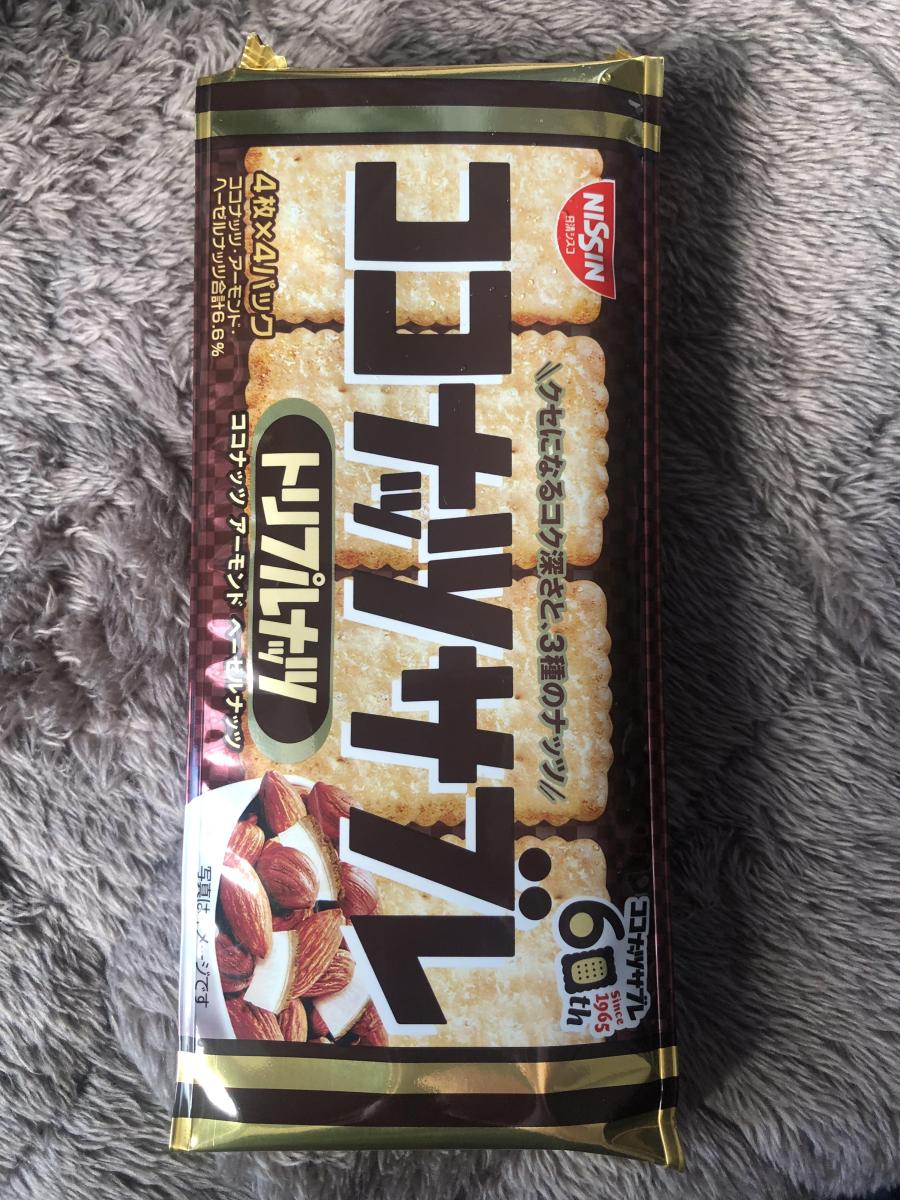 NISSIN
日清シスコ
\\クセになるコク深さと、3種のナッツ//
ココナッツサブレ
トリプルナッツ
ココナッツ アーモンド ヘーゼルナッツ
4枚×4パック
ココナッツ・アーモンド・
ヘーゼルナッツ合計6.6%
ココナッツサブレ
60th
Since
1965
写真はイメージです